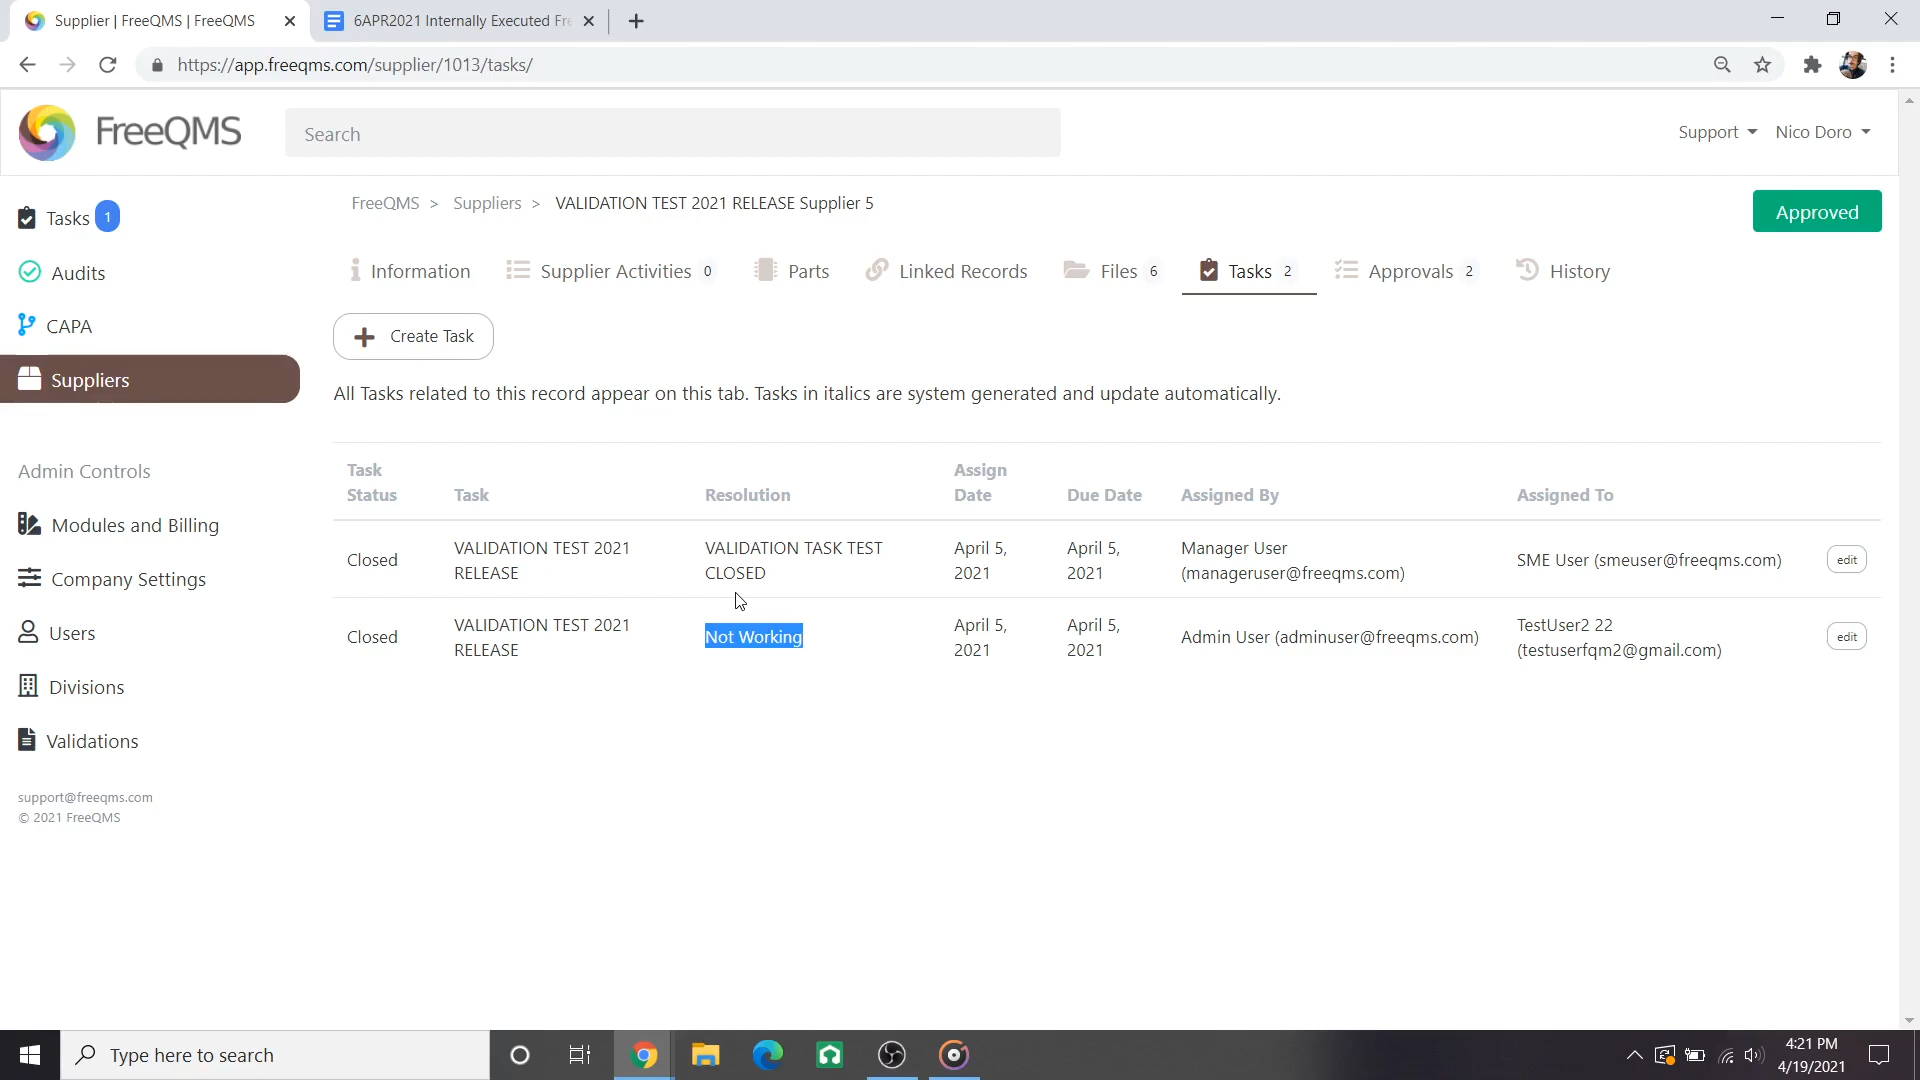 Supplier | FreeQMS | FreeQMS
6APR2021 Internally Executed Fre
https://app.freeqms.com/supplier/1013/tasks/
FreeQMS
Search
Support
Nico Doro
Tasks 1
Audits
CAPA
Suppliers
Admin Controls
Modules and Billing
Company Settings
Users
Divisions
Validations
support@freeqms.com
© 2021 FreeQMS
FreeQMS > Suppliers > VALIDATION TEST 2021 RELEASE Supplier 5
Approved
Information
Supplier Activities 0
Parts
Linked Records
Files 6
Tasks 2
Approvals 2
History
Create Task
All Tasks related to this record appear on this tab. Tasks in italics are system generated and update automatically.
Task
Status
Task
Resolution
Assign
Date
Due Date
Assigned By
Assigned To
Closed
VALIDATION TEST 2021
RELEASE
VALIDATION TASK TEST
CLOSED
April 5,
2021
April 5,
2021
Manager User
(manageruser@freeqms.com)
SME User (smeuser@freeqms.com)
edit
Closed
VALIDATION TEST 2021
RELEASE
Not Working
April 5,
2021
April 5,
2021
Admin User (adminuser@freeqms.com)
TestUser2 22
(testuserfqm2@gmail.com)
edit
Type here to search
4:21 PM
4/19/2021